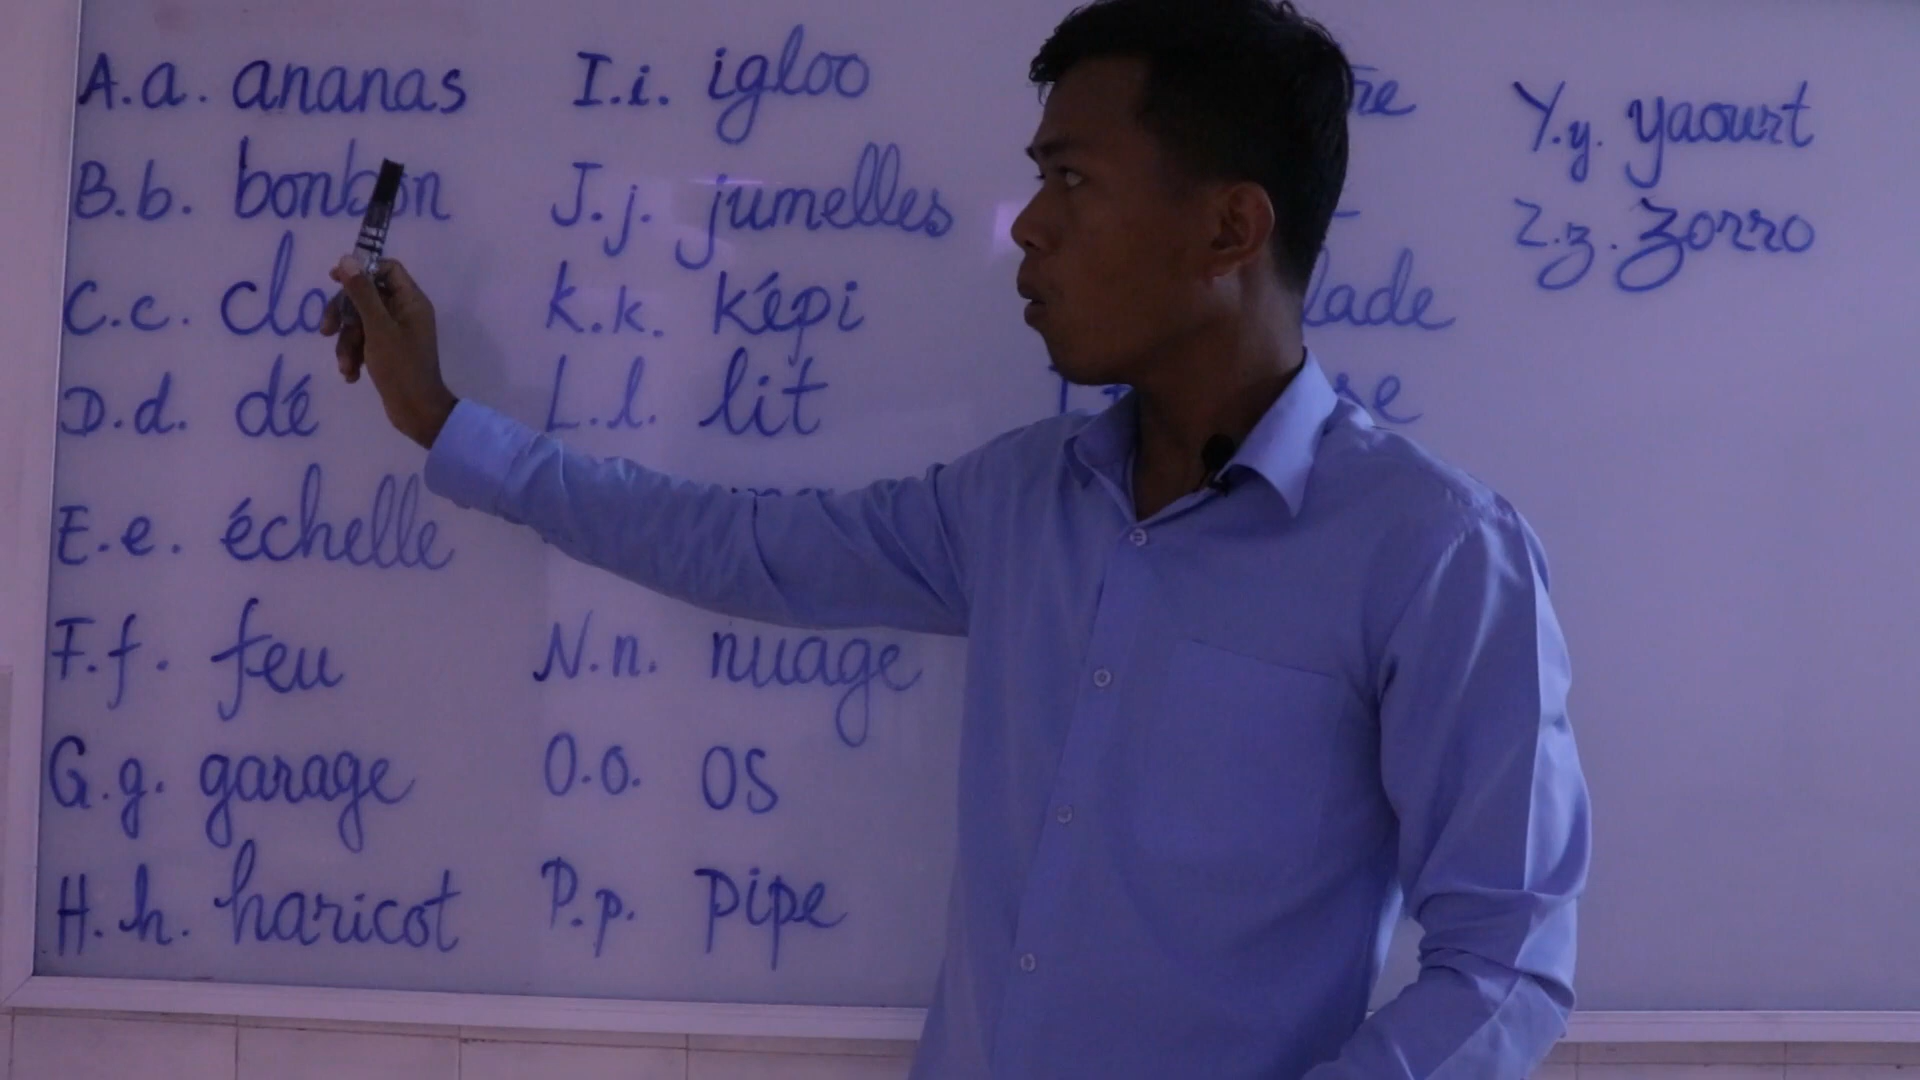 A.a. ananas
B.b. bonbon
C.c.
D.d. dé
E.e. échelle
F.f. feu
G.g. garage
H.h. haricot
I.i. igloo
J.j. jumelles
K.k. képi
L.l. lit
N.n. nuage
O.o. os
P.p. pipe
Y.y. yaourt
Z.z. zorro